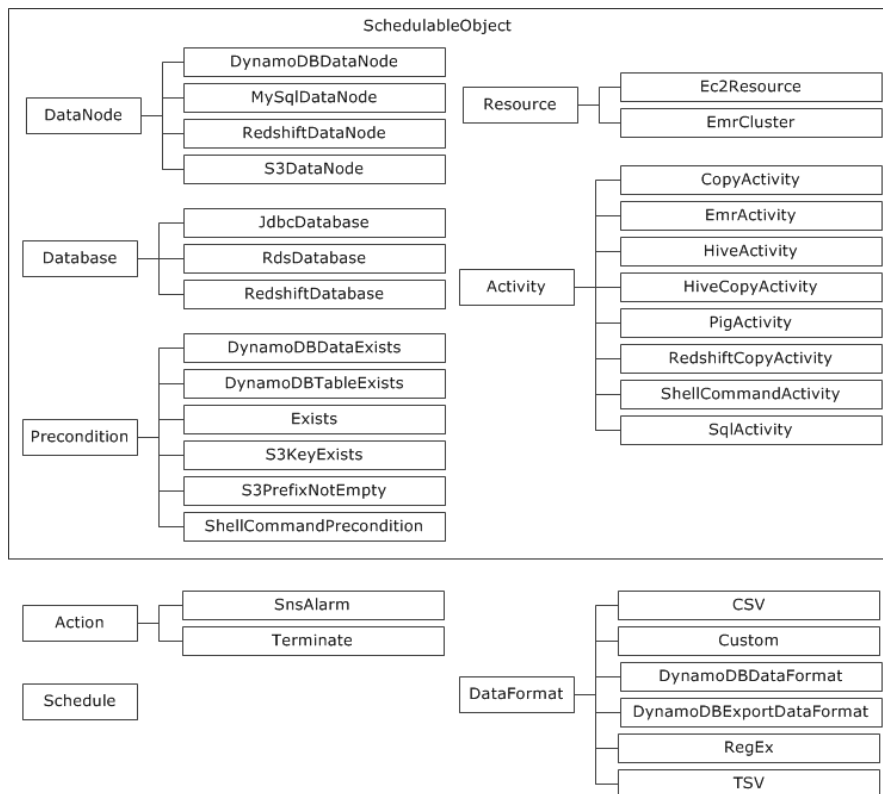 SchedulableObject
DataNode
DynamoDBDataNode
MySqlDataNode
RedshiftDataNode
S3DataNode
Database
JdbcDatabase
RdsDatabase
RedshiftDatabase
Precondition
DynamoDBDataExists
DynamoDBTableExists
Exists
S3KeyExists
S3PrefixNotEmpty
ShellCommandPrecondition
Resource
Ec2Resource
EmrCluster
Activity
CopyActivity
EmrActivity
HiveActivity
HiveCopyActivity
PigActivity
RedshiftCopyActivity
ShellCommandActivity
SqlActivity
Action
SnsAlarm
Terminate
Schedule
DataFormat
CSV
Custom
DynamoDBDataFormat
DynamoDBExportDataFormat
RegEx
TSV